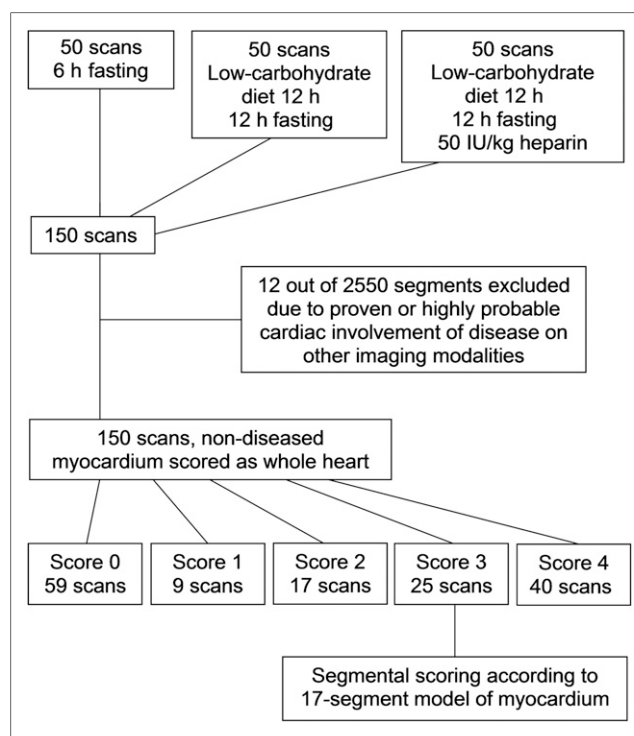 50 scans
6 h fasting
50 scans
Low-carbohydrate
diet 12 h
12 h fasting
50 scans
Low-carbohydrate
diet 12 h
12 h fasting
50 IU/kg heparin
150 scans
12 out of 2550 segments excluded
due to proven or highly probable
cardiac involvement of disease on
other imaging modalities
150 scans, non-diseased
myocardium scored as whole heart
Score 0
59 scans
Score 1
9 scans
Score 2
17 scans
Score 3
25 scans
Score 4
40 scans
Segmental scoring according to
17-segment model of myocardium